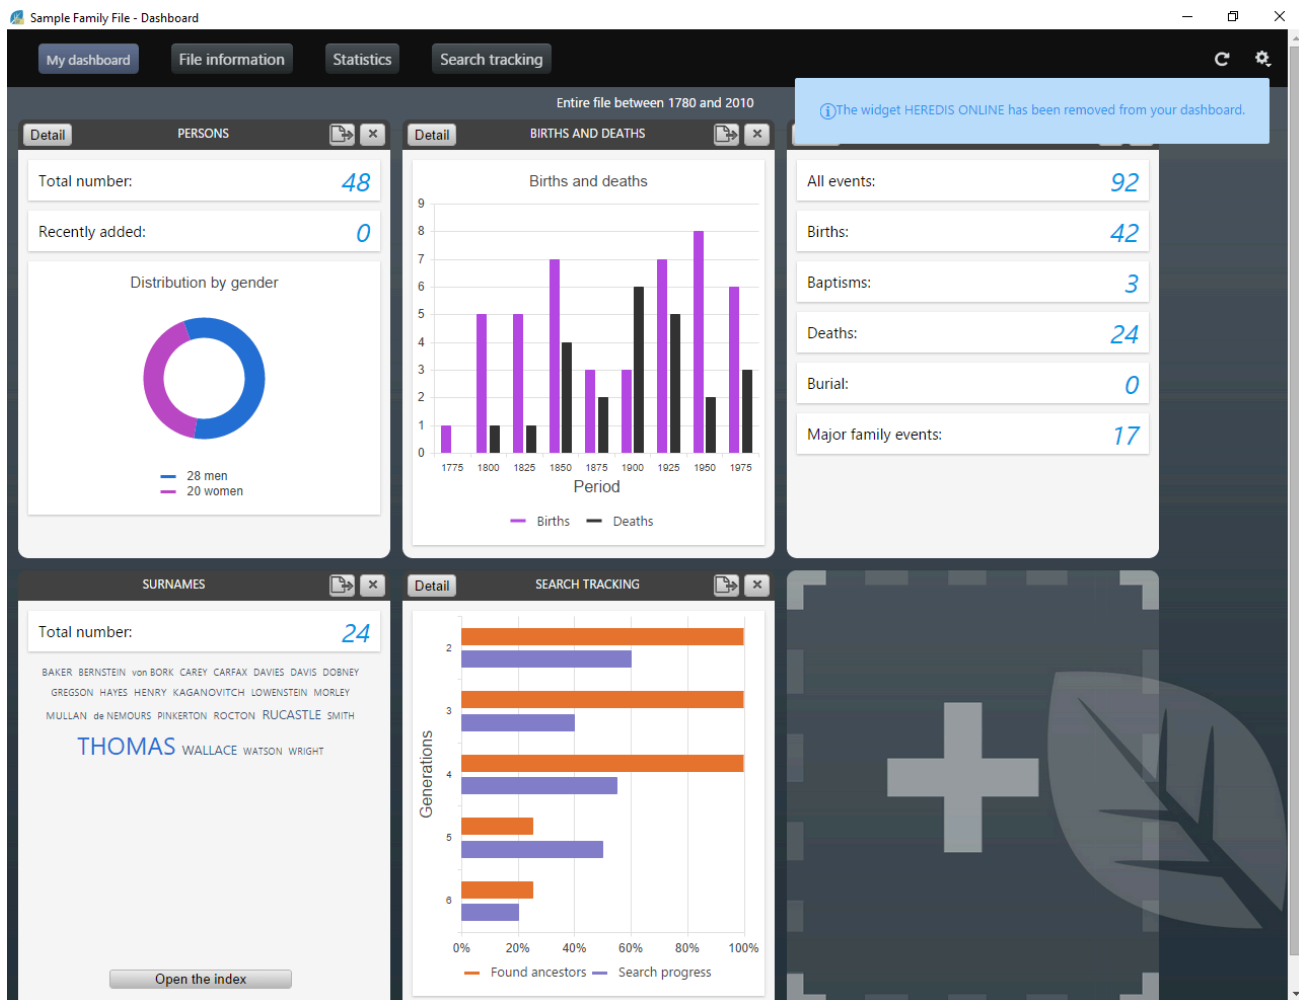 Sample Family File - Dashboard
My dashboard File information Statistics Search tracking
Entire file between 1780 and 2010
The widget HEREDIS ONLINE has been removed from your dashboard.
Detail PERSONS
Total number: 48
Recently added: 0
Distribution by gender
28 men
20 women
Detail BIRTHS AND DEATHS
Births and deaths
9
8
7
6
5
4
3
2
1
0
1775 1800 1825 1850 1875 1900 1925 1950 1975
Period
Births Deaths
All events: 92
Births: 42
Baptisms: 3
Deaths: 24
Burial: 0
Major family events: 17
SURNAMES
Total number: 24
BAKER BERNSTEIN von BORK CAREY CARFAX DAVIES DAVIS DOBNEY
GREGSON HAYES HENRY KAGANOVITCH LOWENSTEIN MORLEY
MULLAN de NEMOURS PINKERTON ROCTON RUCASTLE SMITH
THOMAS WALLACE WATSON WRIGHT
Open the index
Detail SEARCH TRACKING
Generations
2
3
4
5
6
0% 20% 40% 60% 80% 100%
Found ancestors Search progress